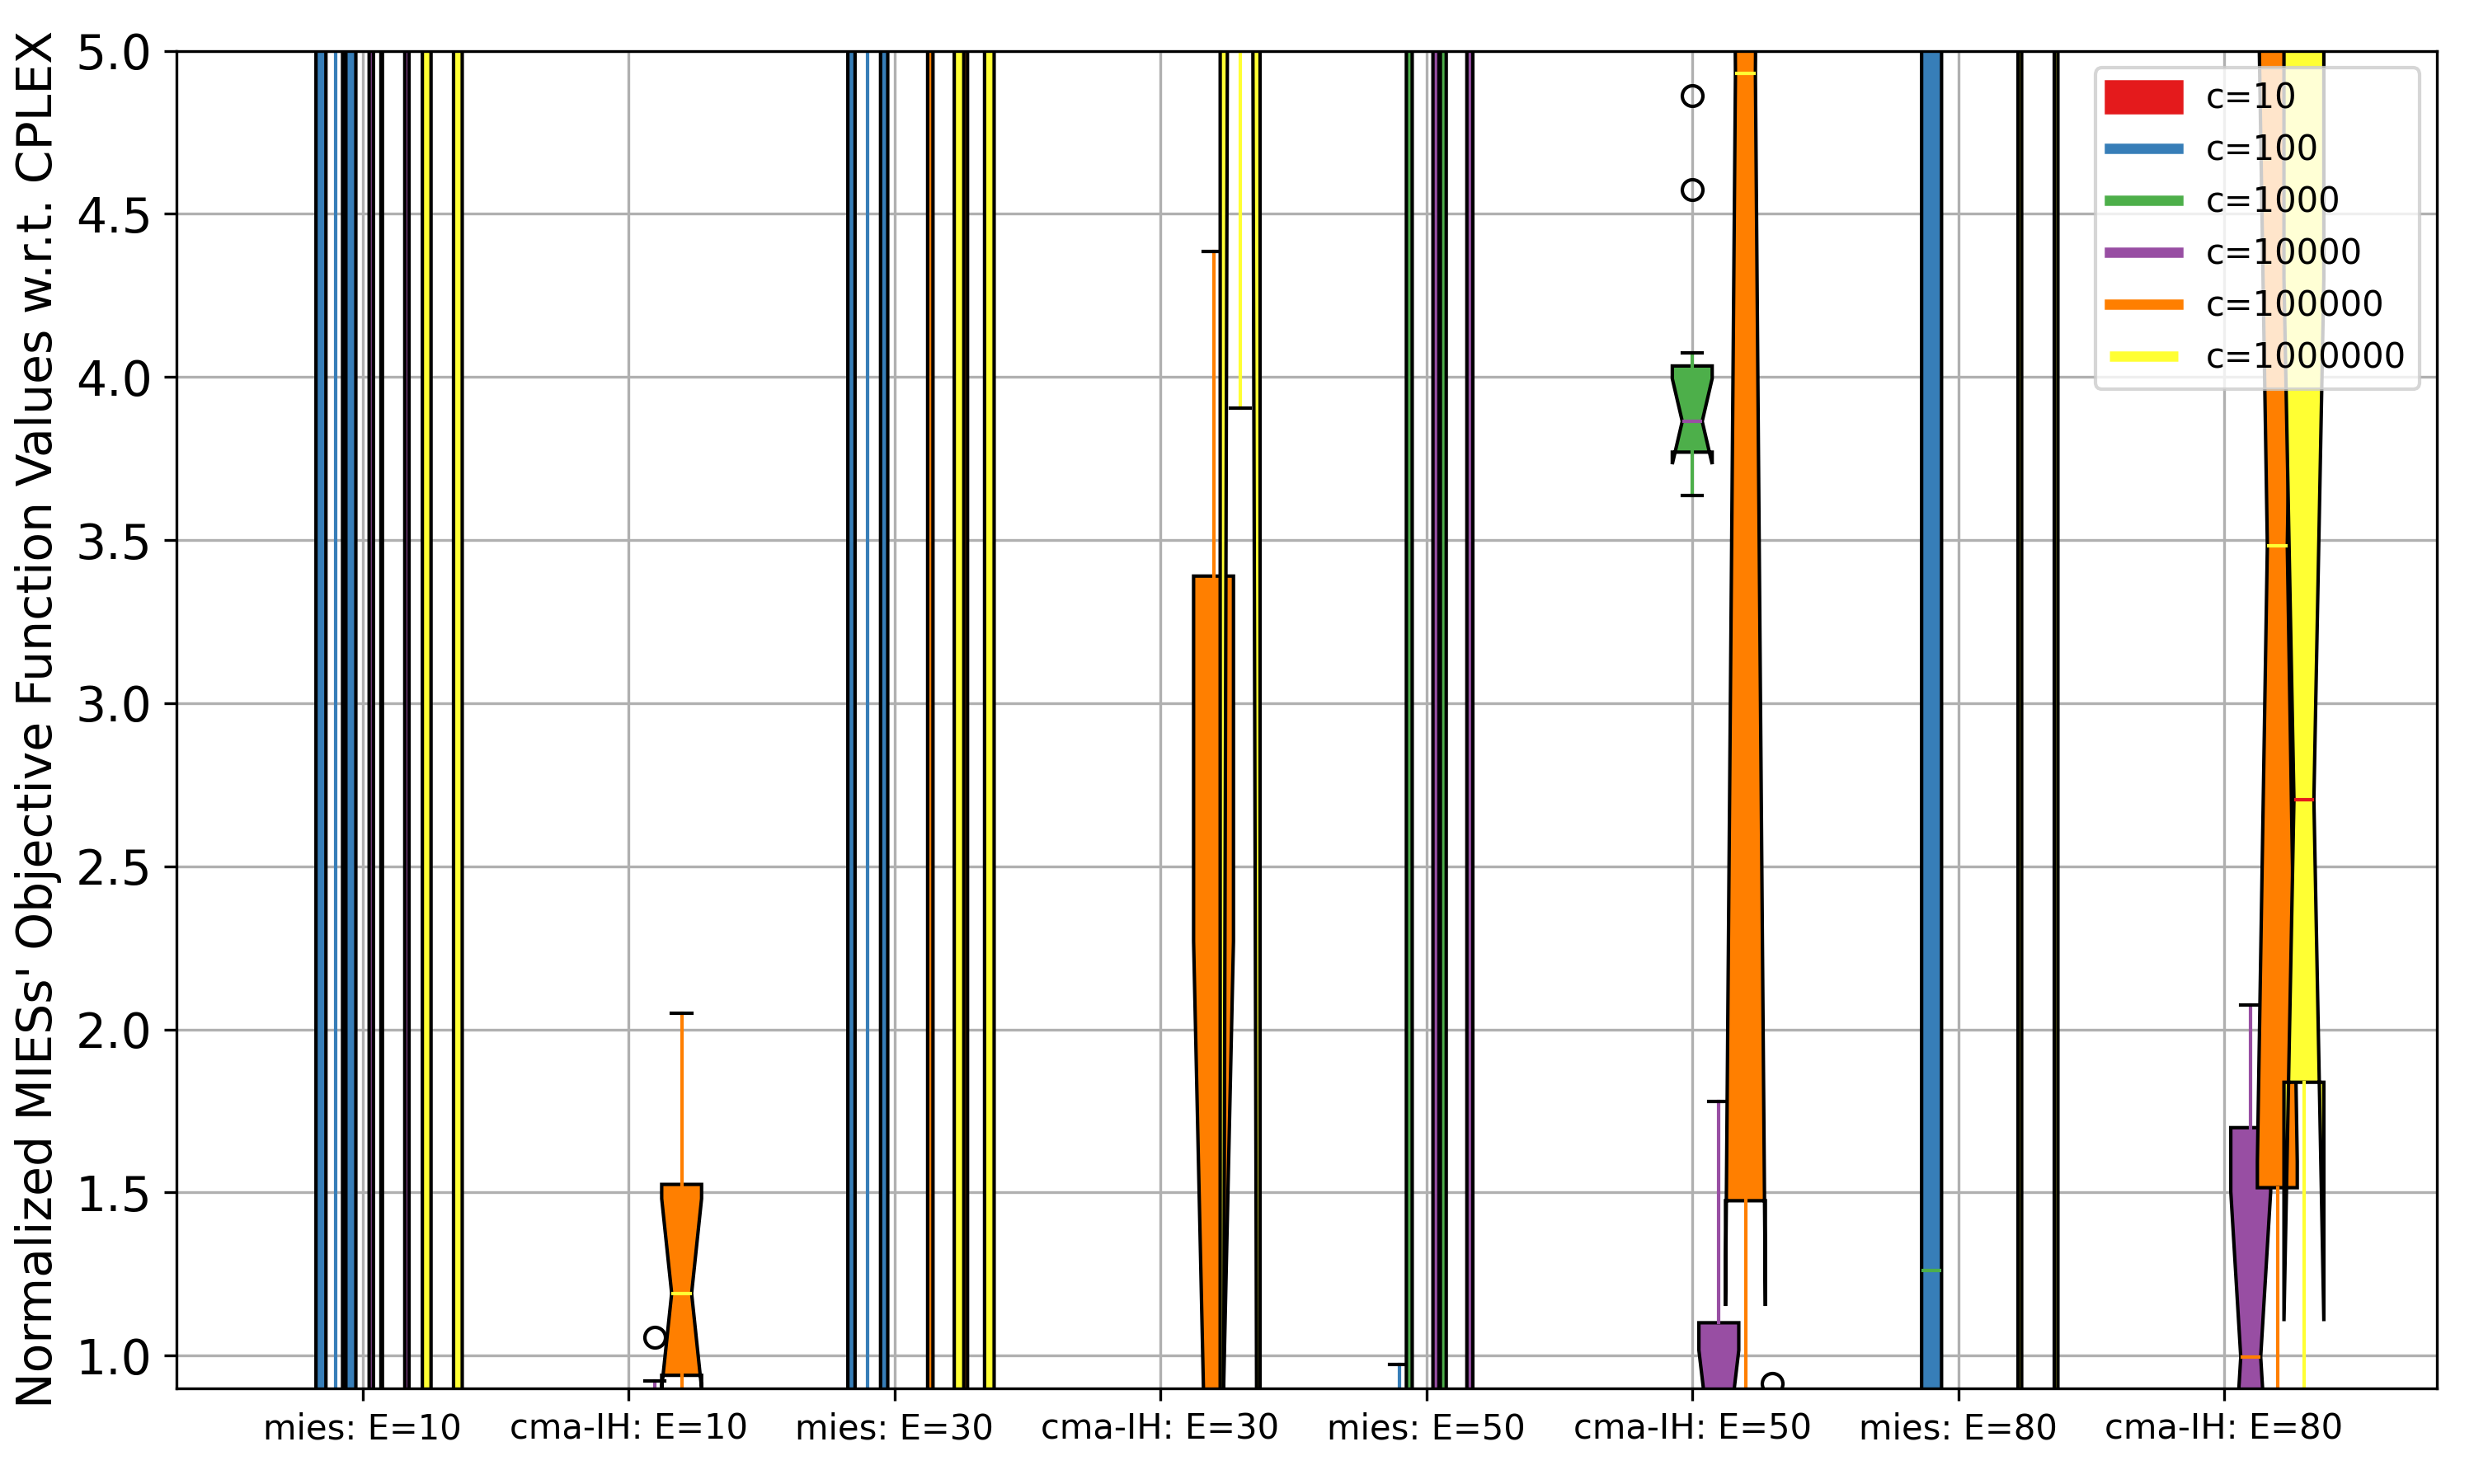 Normalized MIESs' Objective Function Values w.r.t. CPLEX
5.0
4.5
4.0
3.5
3.0
2.5
2.0
1.5
1.0
c=10
c=100
c=1000
c=10000
c=100000
c=1000000
mies: E=10
cma-IH: E=10
mies: E=30
cma-IH: E=30
mies: E=50
cma-IH: E=50
mies: E=80
cma-IH: E=80